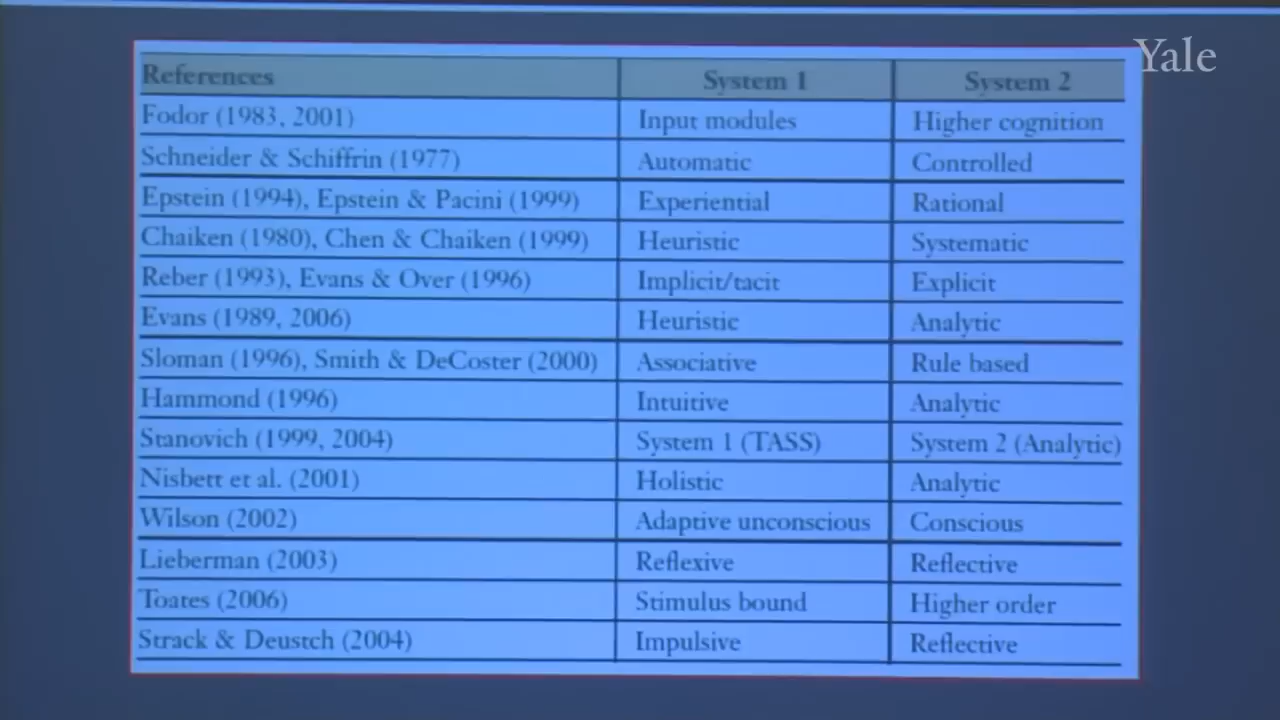 Yale
References System 1 System 2
Fodor (1983, 2001) Input modules Higher cognition
Schneider & Schiffrin (1977) Automatic Controlled
Epstein (1994), Epstein & Pacini (1999) Experiential Rational
Chaiken (1980), Chen & Chaiken (1999) Heuristic Systematic
Reber (1993), Evans & Over (1996) Implicit/tacit Explicit
Evans (1989, 2006) Heuristic Analytic
Sloman (1996), Smith & DeCoster (2000) Associative Rule based
Hammond (1996) Intuitive Analytic
Stanovich (1999, 2004) System 1 (TASS) System 2 (Analytic)
Nisbett et al. (2001) Holistic Analytic
Wilson (2002) Adaptive unconscious Conscious
Lieberman (2003) Reflexive Reflective
Toates (2006) Stimulus bound Higher order
Strack & Deustch (2004) Impulsive Reflective